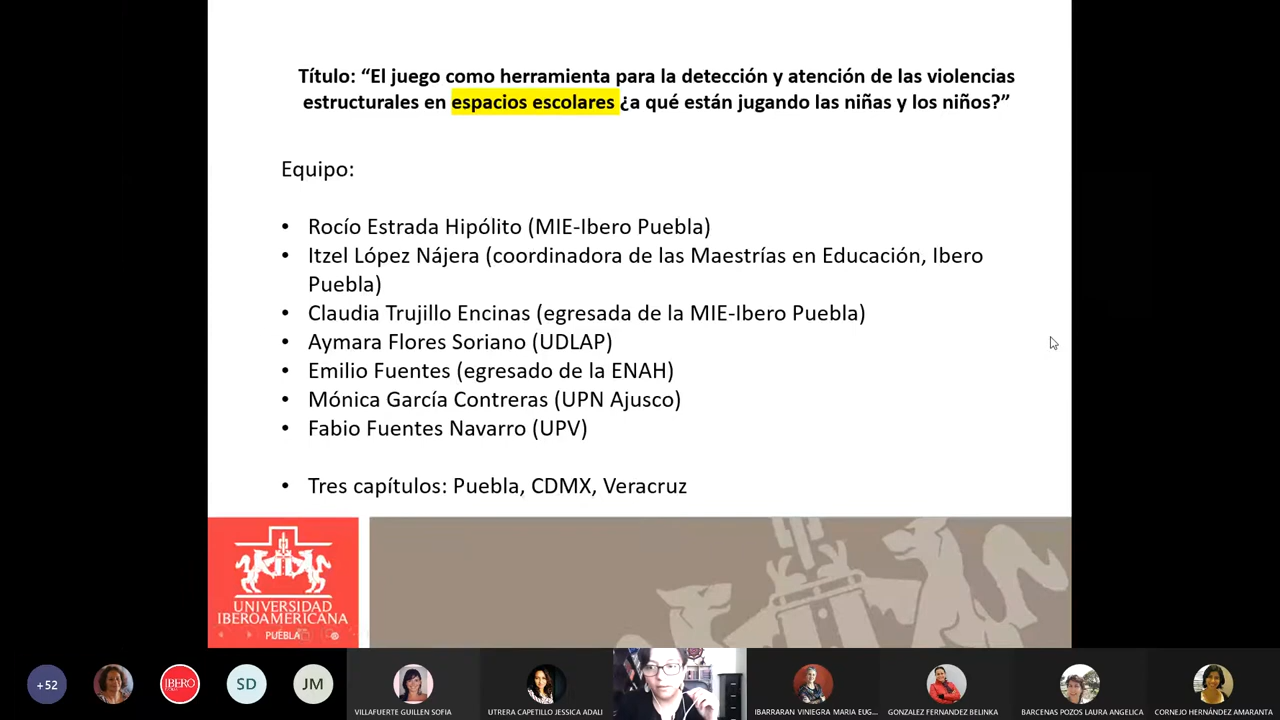 Título: “El juego como herramienta para la detección y atención de las violencias
estructurales en espacios escolares ¿a qué están jugando las niñas y los niños?”
Equipo:
• Rocío Estrada Hipólito (MIE-Ibero Puebla)
• Itzel López Nájera (coordinadora de las Maestrías en Educación, Ibero
Puebla)
• Claudia Trujillo Encinas (egresada de la MIE-Ibero Puebla)
• Aymara Flores Soriano (UDLAP)
• Emilio Fuentes (egresado de la ENAH)
• Mónica García Contreras (UPN Ajusco)
• Fabio Fuentes Navarro (UPV)
• Tres capítulos: Puebla, CDMX, Veracruz
UNIVERSIDAD
IBEROAMERICANA
PUEBLA
+52
IBERO
SD
JM
VILLAFUERTE GUILLEN SOFIA
UTRERA CAPETILLO JESSICA ADALI
IBARRARAN VINIEGRA MARIA EUG...
GONZALEZ FERNANDEZ BELINKA
BARCENAS POZOS LAURA ANGELICA
CORNEJO HERNÁNDEZ AMARANTA